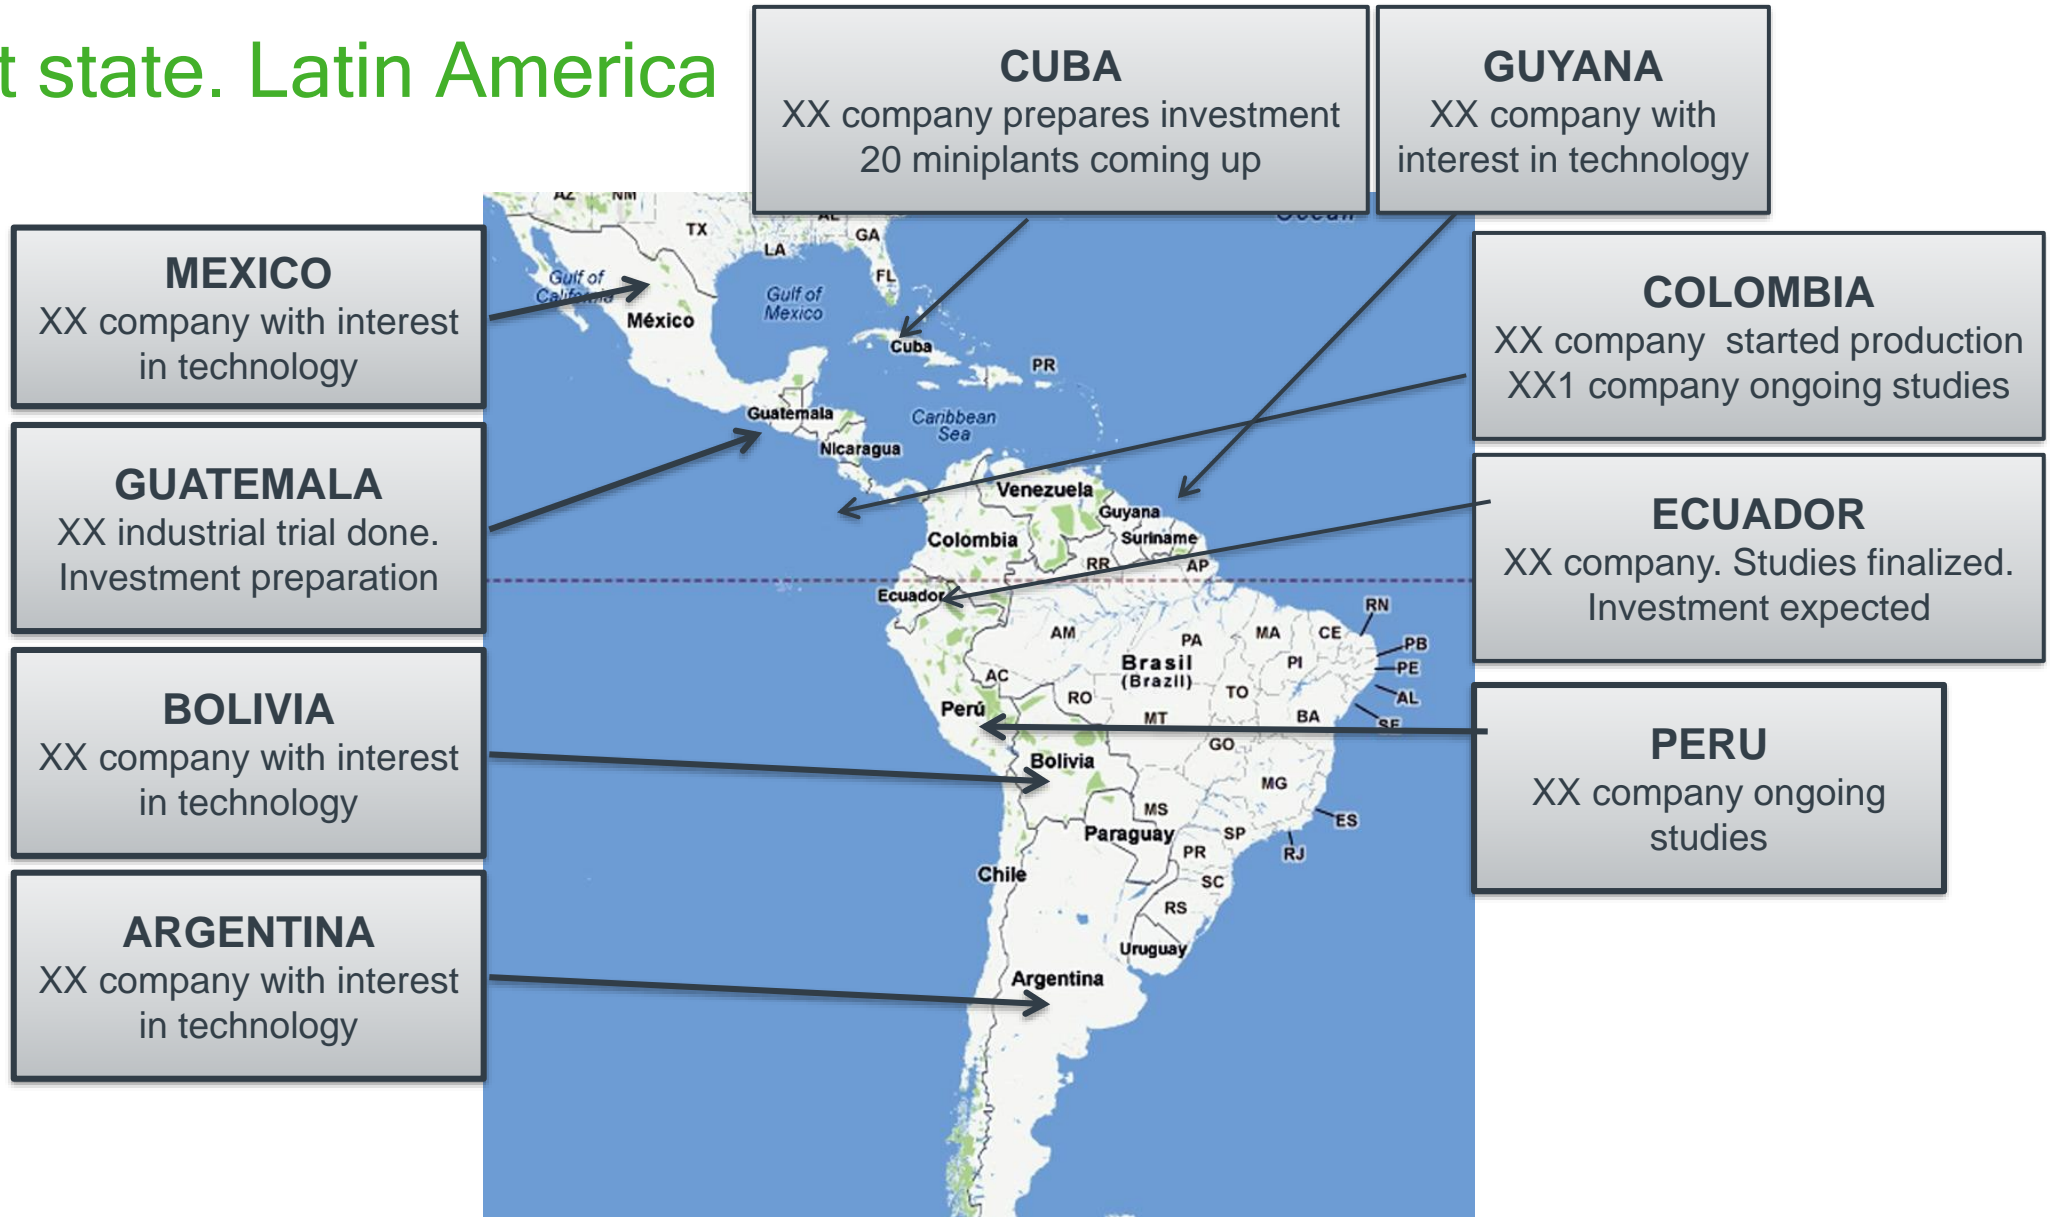 t state. Latin America
CUBA
XX company prepares investment
20 miniplants coming up
GUYANA
XX company with
interest in technology
MEXICO
XX company with interest
in technology
COLOMBIA
XX company  started production
XX1 company ongoing studies
GUATEMALA
XX industrial trial done.
Investment preparation
ECUADOR
XX company. Studies finalized.
Investment expected
BOLIVIA
XX company with interest
in technology
PERU
XX company ongoing
studies
ARGENTINA
XX company with interest
in technology
AZ
NM
TX
LA
AL
GA
FL
Ocean
Gulf of
California
Gulf of
Mexico
México
Cuba
PR
Guatemala
Caribbean
Sea
Nicaragua
Venezuela
Guyana
Suriname
Colombia
RR
AP
Ecuador
AM
PA
MA
CE
RN
PB
PI
PE
Brasil
(Brazil)
AC
RO
TO
AL
Perú
MT
BA
SE
GO
Bolivia
MG
MS
ES
Paraguay
SP
PR
RJ
Chile
SC
RS
Uruguay
Argentina